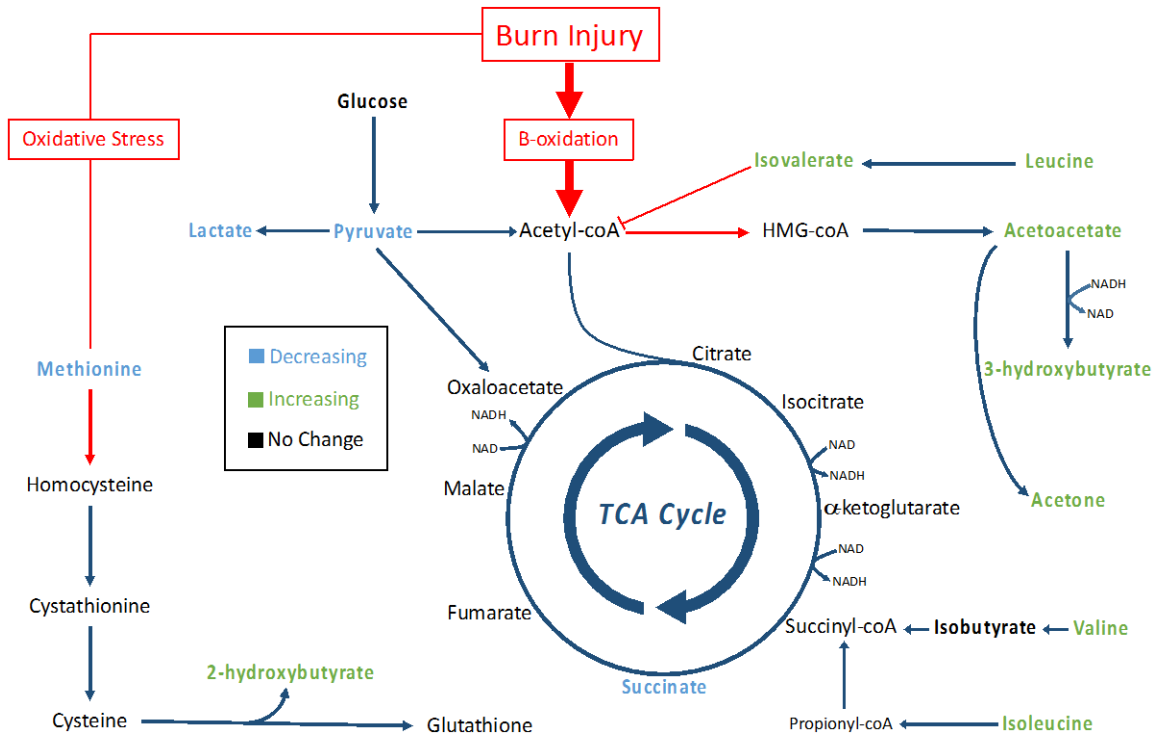 Burn Injury
Glucose
Oxidative Stress
B-oxidation
Isovalerate
Leucine
Lactate
Pyruvate
Acetyl-coA
HMG-coA
Acetoacetate
NADH
NAD
Decreasing
Increasing
No Change
Methionine
3-hydroxybutyrate
Citrate
Oxaloacetate
Isocitrate
NADH
NAD
NAD
NADH
Homocysteine
Malate
TCA Cycle
α-ketoglutarate
Acetone
NAD
NADH
Cystathionine
Fumarate
Succinyl-coA
Isobutyrate
Valine
2-hydroxybutyrate
Succinate
Cysteine
Glutathione
Propionyl-coA
Isoleucine